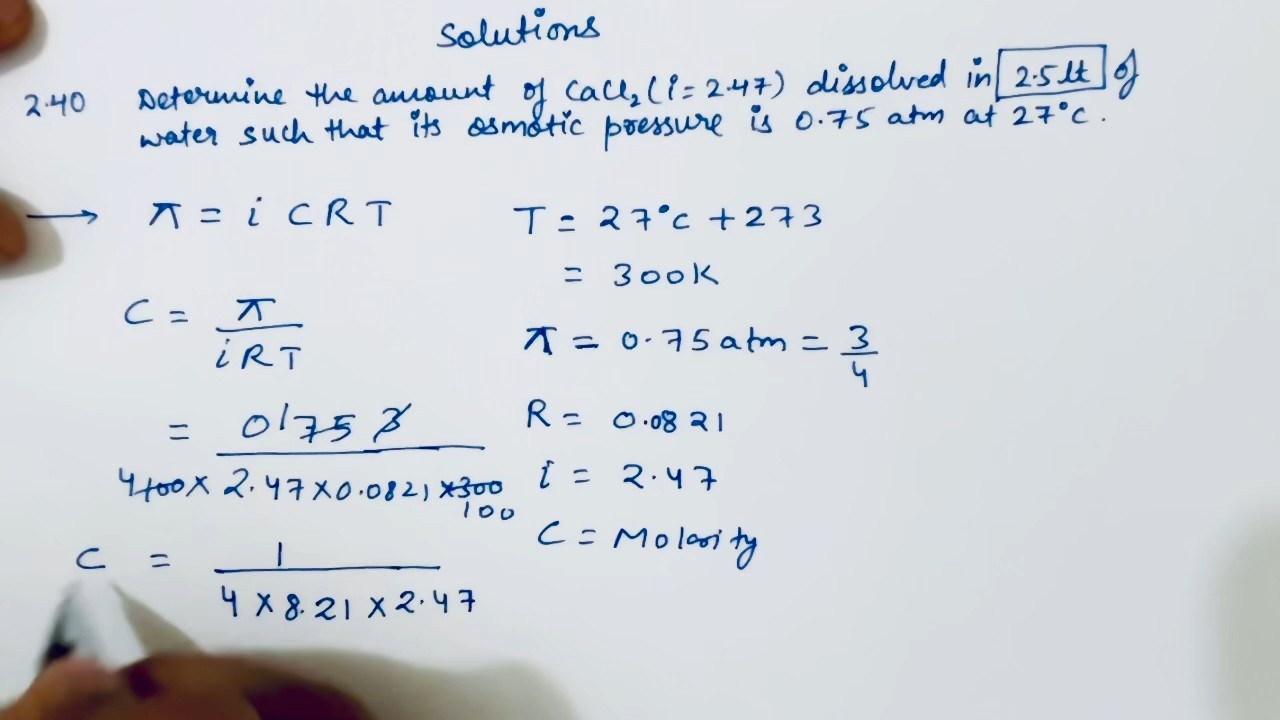 Solutions
2.40 Determine the amount of CaCl₂ (i = 2.47) dissolved in 2.5 lt of
water such that its osmotic pressure is 0.75 atm at 27°C.
→ π = i C R T
T = 27°C + 273
= 300K
C = π / iRT
π = 0.75 atm = 3/4
R = 0.0821
i = 2.47
C = Molarity
= 0.75 3 / 4 100 × 2.47 × 0.0821 × 300 100
C = 1 / 4 × 8.21 × 2.47